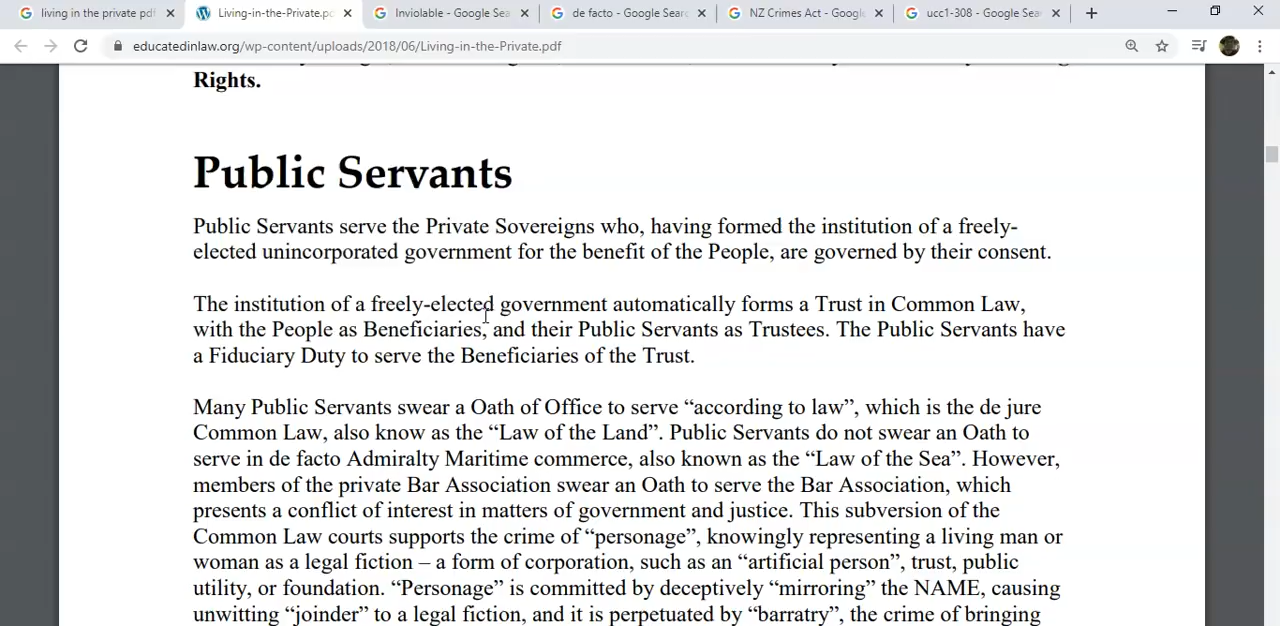 living in the private pdf
Living-in-the-Private.pd
Inviolable - Google Sea
de facto - Google Sear
NZ Crimes Act - Google
ucc1-308 - Google Sea
educatedinlaw.org/wp-content/uploads/2018/06/Living-in-the-Private.pdf
Rights.
Public Servants
Public Servants serve the Private Sovereigns who, having formed the institution of a freely-
elected unincorporated government for the benefit of the People, are governed by their consent.
The institution of a freely-elected government automatically forms a Trust in Common Law,
with the People as Beneficiaries, and their Public Servants as Trustees. The Public Servants have
a Fiduciary Duty to serve the Beneficiaries of the Trust.
Many Public Servants swear a Oath of Office to serve “according to law”, which is the de jure
Common Law, also know as the “Law of the Land”. Public Servants do not swear an Oath to
serve in de facto Admiralty Maritime commerce, also known as the “Law of the Sea”. However,
members of the private Bar Association swear an Oath to serve the Bar Association, which
presents a conflict of interest in matters of government and justice. This subversion of the
Common Law courts supports the crime of “personage”, knowingly representing a living man or
woman as a legal fiction – a form of corporation, such as an “artificial person”, trust, public
utility, or foundation. “Personage” is committed by deceptively “mirroring” the NAME, causing
unwitting “joinder” to a legal fiction, and it is perpetuated by “barratry”, the crime of bringing